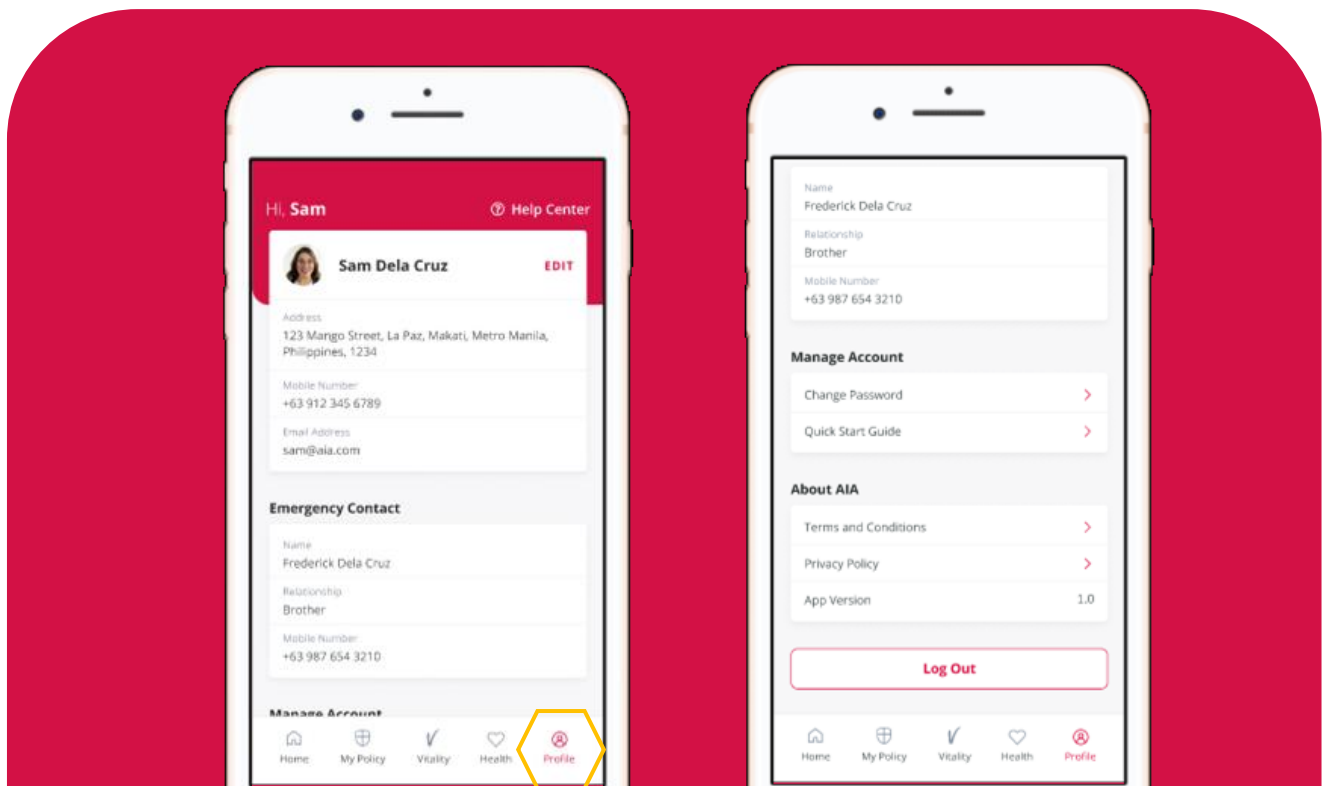 Hi, Sam
Help Center
Sam Dela Cruz
EDIT
Address
123 Mango Street, La Paz, Makati, Metro Manila,
Philippines, 1234
Mobile Number
+63 912 345 6789
Email Address
sam@aia.com
Emergency Contact
Name
Frederick Dela Cruz
Relationship
Brother
Mobile Number
+63 987 654 3210
Manage Account
Home
My Policy
Vitality
Health
Profile
Name
Frederick Dela Cruz
Relationship
Brother
Mobile Number
+63 987 654 3210
Manage Account
Change Password
Quick Start Guide
About AIA
Terms and Conditions
Privacy Policy
App Version
1.0
Log Out
Home
My Policy
Vitality
Health
Profile